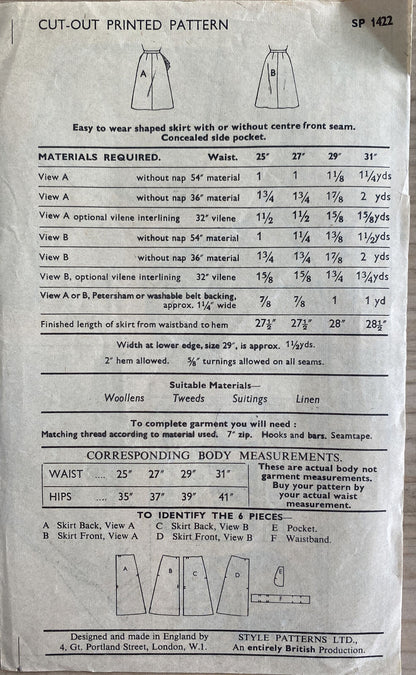 CUT-OUT PRINTED PATTERN SP 1422
A B
Easy to wear shaped skirt with or without centre front seam.
Concealed side pocket.
MATERIALS REQUIRED. Waist. 25" 27" 29" 31"
View A without nap 54" material 1 1 1⅛ 1¼yds
View A without nap 36" material 1¾ 1¾ 1⅞ 2 yds
View A optional vilene interlining 32" vilene 1½ 1½ 1⅝ 1⅝yds
View B without nap 54" material 1 1¼ 1⅜ 1½yds
View B without nap 36" material 1¾ 1¾ 1⅞ 2 yds
View B, optional vilene interlining 32" vilene 1⅝ 1⅝ 1¾ 1¾yds
View A or B, Petersham or washable belt backing,
approx. 1¼" wide ⅞ ⅞ 1 1 yd
Finished length of skirt from waistband to hem 27½" 27½" 28" 28½"
Width at lower edge, size 29", is approx. 1½yds.
2" hem allowed. ⅝" turnings allowed on all seams.
Suitable Materials—
Woollens Tweeds Suitings Linen
To complete garment you will need :
Matching thread according to material used. 7" zip. Hooks and bars. Seamtape.
CORRESPONDING BODY MEASUREMENTS.
WAIST .... 25" 27" 29" 31"
HIPS .... 35" 37" 39" 41"
These are actual body not
garment measurements.
Buy your pattern by
your actual waist
measurement.
TO IDENTIFY THE 6 PIECES—
A Skirt Back, View A C Skirt Back, View B E Pocket.
B Skirt Front, View A D Skirt Front, View B F Waistband.
A B C D E F
Designed and made in England by
4, Gt. Portland Street, London, W.1.
STYLE PATTERNS LTD.,
An entirely British Production.